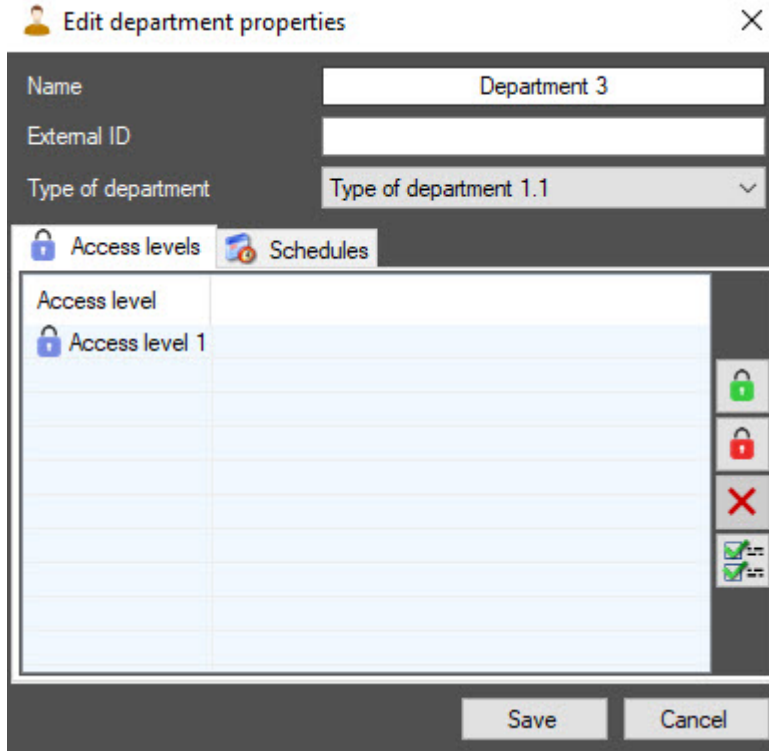 Edit department properties
Name
Department 3
External ID
Type of department
Type of department 1.1
Access levels
Schedules
Access level
Access level 1
Save
Cancel